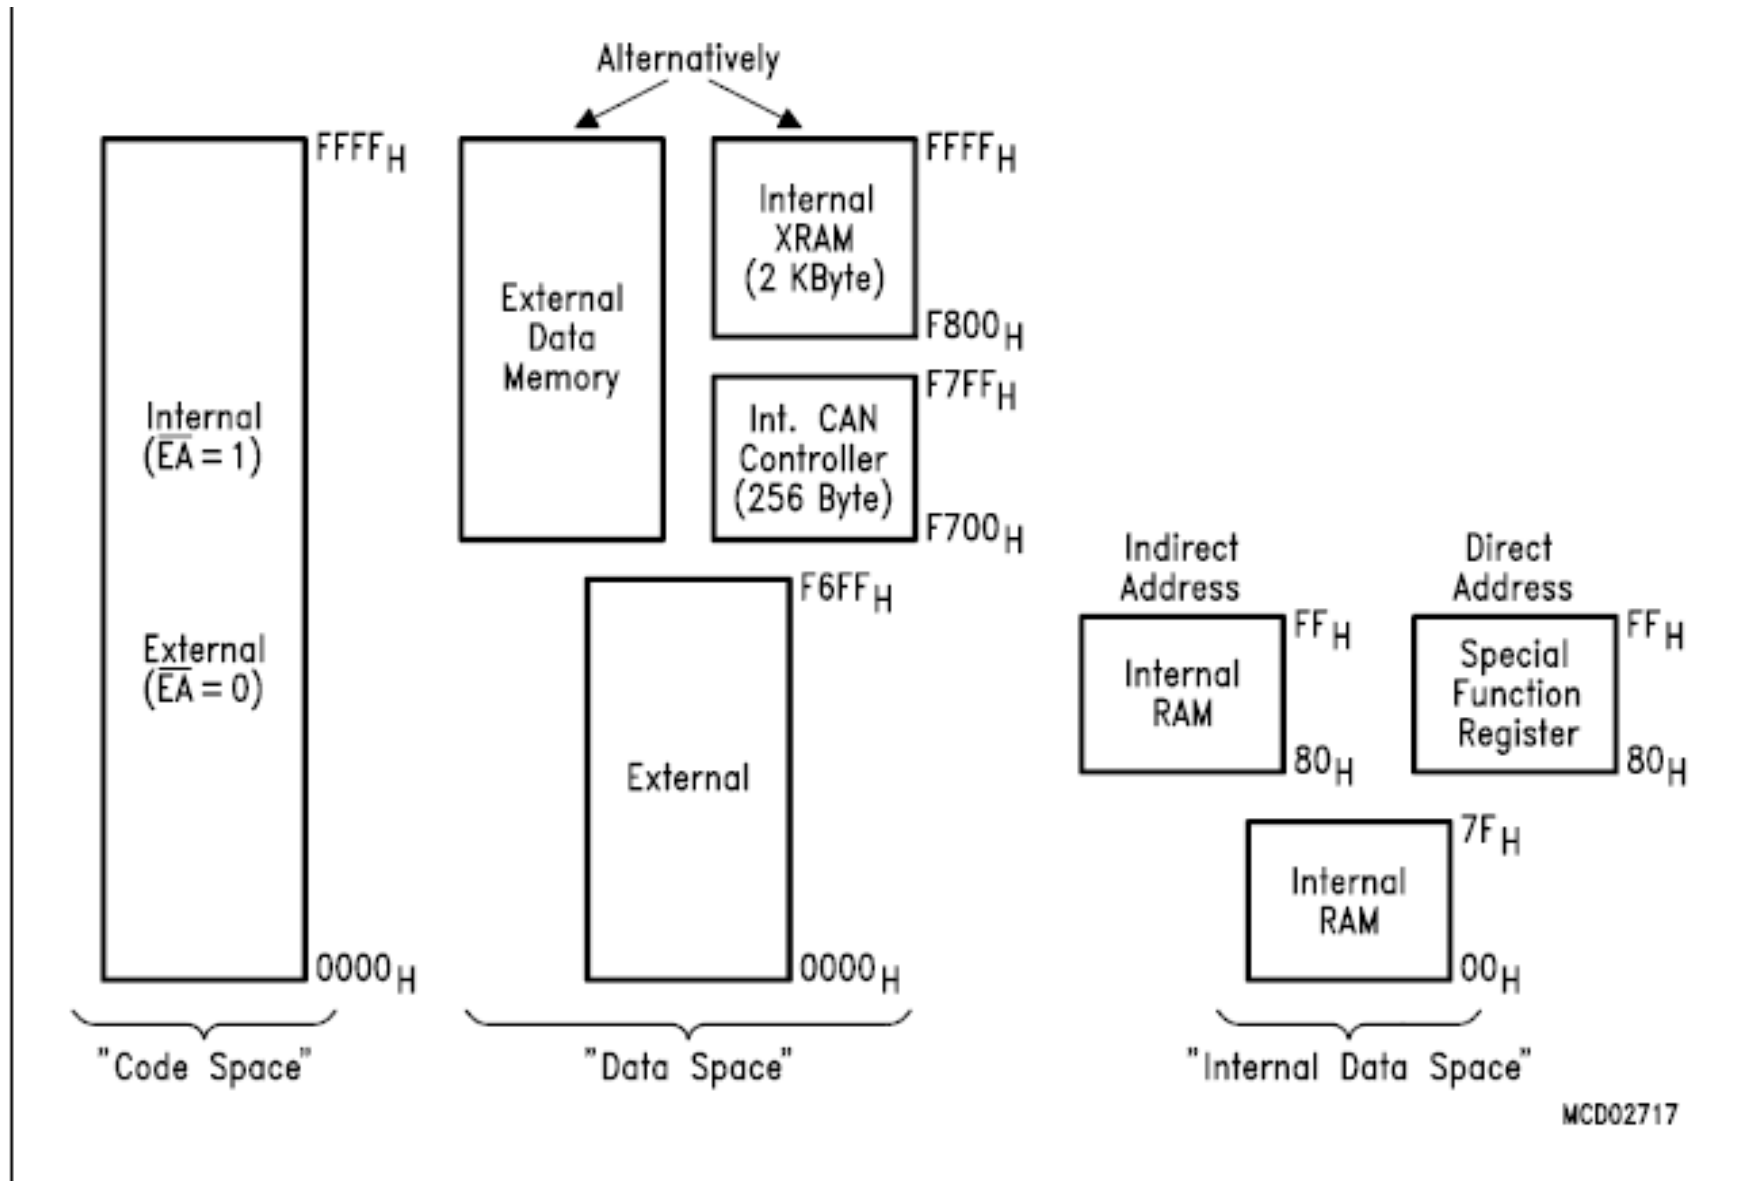 Alternatively
FFFFH
Internal
(EA = 1)
External
(EA = 0)
0000H
"Code Space"
External
Data
Memory
FFFFH
Internal
XRAM
(2 KByte)
F800H
F7FFH
Int. CAN
Controller
(256 Byte)
F700H
F6FFH
External
0000H
"Data Space"
Indirect
Address
FFH
Internal
RAM
80H
Direct
Address
FFH
Special
Function
Register
80H
7FH
Internal
RAM
00H
"Internal Data Space"
MCD02717